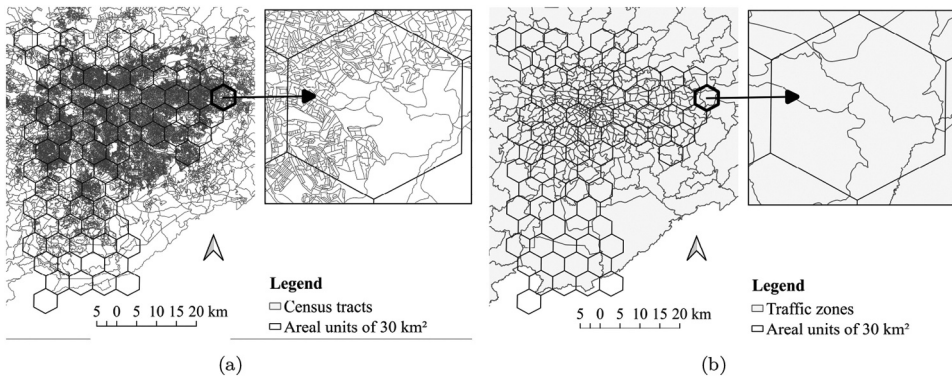 Legend
Census tracts
Areal units of 30 km²
5 0 5 10 15 20 km
(a)
Legend
Traffic zones
Areal units of 30 km²
5 0 5 10 15 20 km
(b)